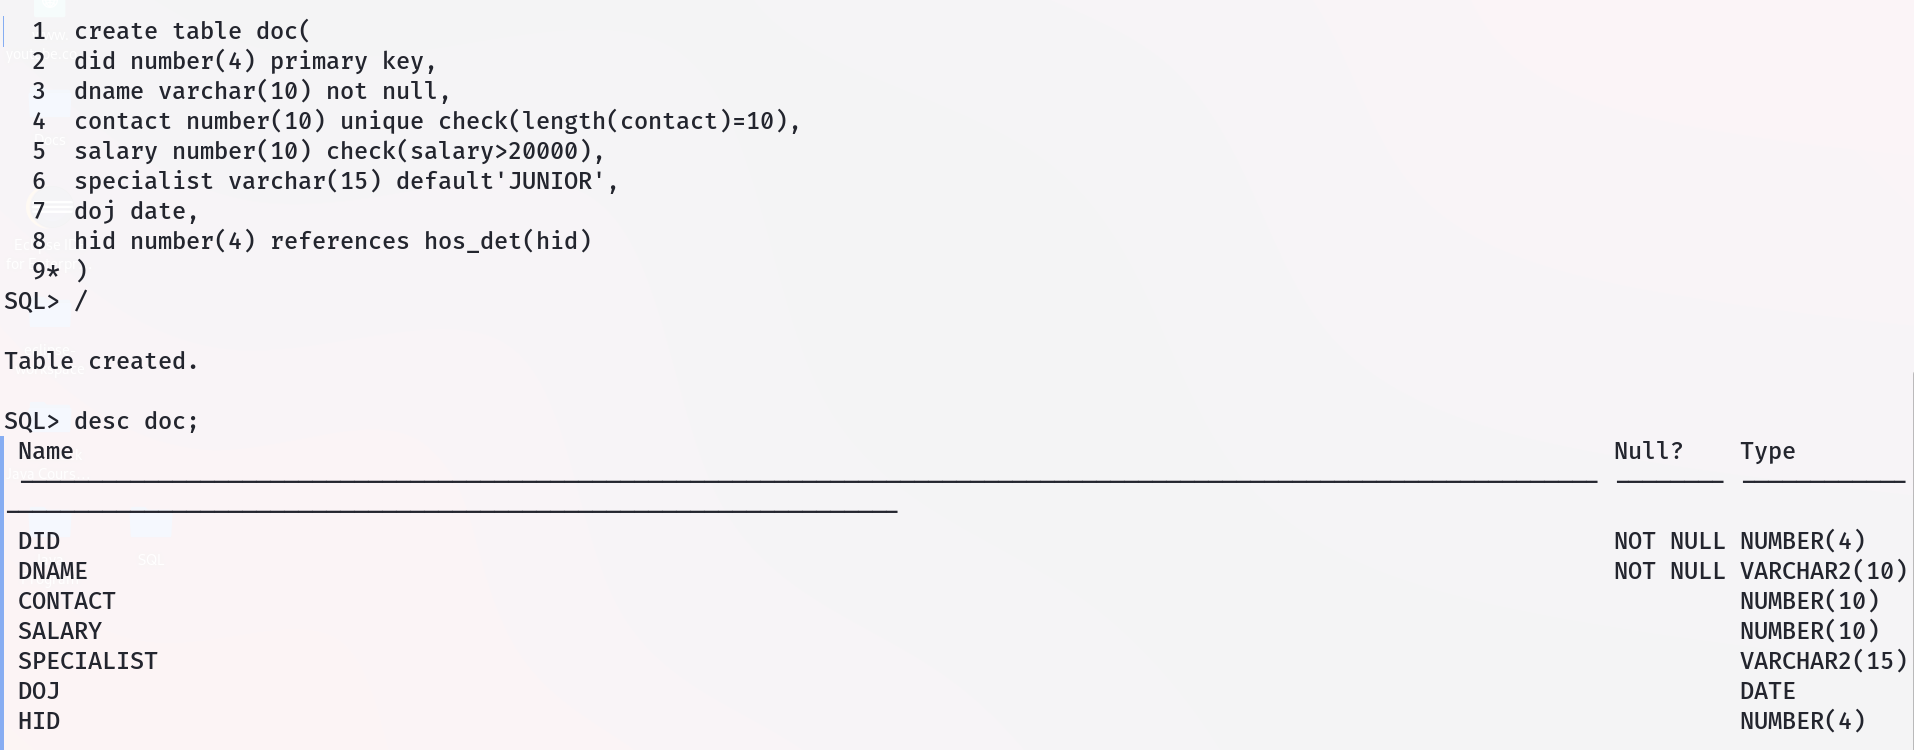 1 create table doc(
2 did number(4) primary key,
3 dname varchar(10) not null,
4 contact number(10) unique check(length(contact)=10),
5 salary number(10) check(salary>20000),
6 specialist varchar(15) default'JUNIOR',
7 doj date,
8 hid number(4) references hos_det(hid)
9* )
SQL> /
Table created.
SQL> desc doc;
Name Null? Type
DID NOT NULL NUMBER(4)
DNAME NOT NULL VARCHAR2(10)
CONTACT NUMBER(10)
SALARY NUMBER(10)
SPECIALIST VARCHAR2(15)
DOJ DATE
HID NUMBER(4)
SQL